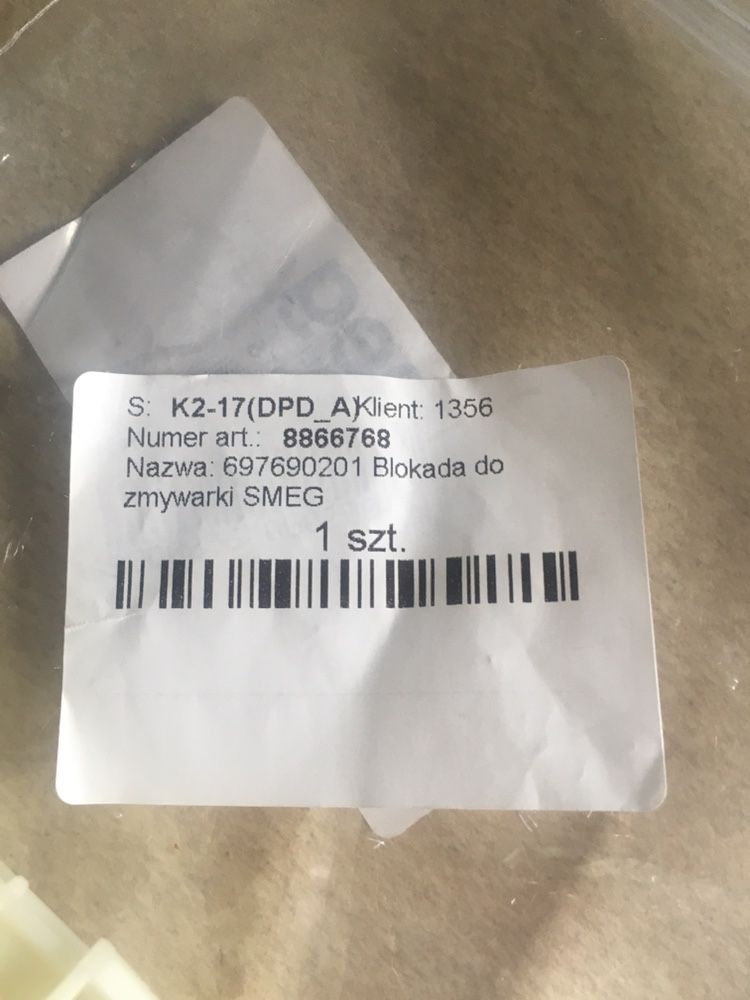 S: K2-17(DPD_A)Klient: 1356
Numer art.: 8866768
Nazwa: 697690201 Blokada do
zmywarki SMEG
1 szt.